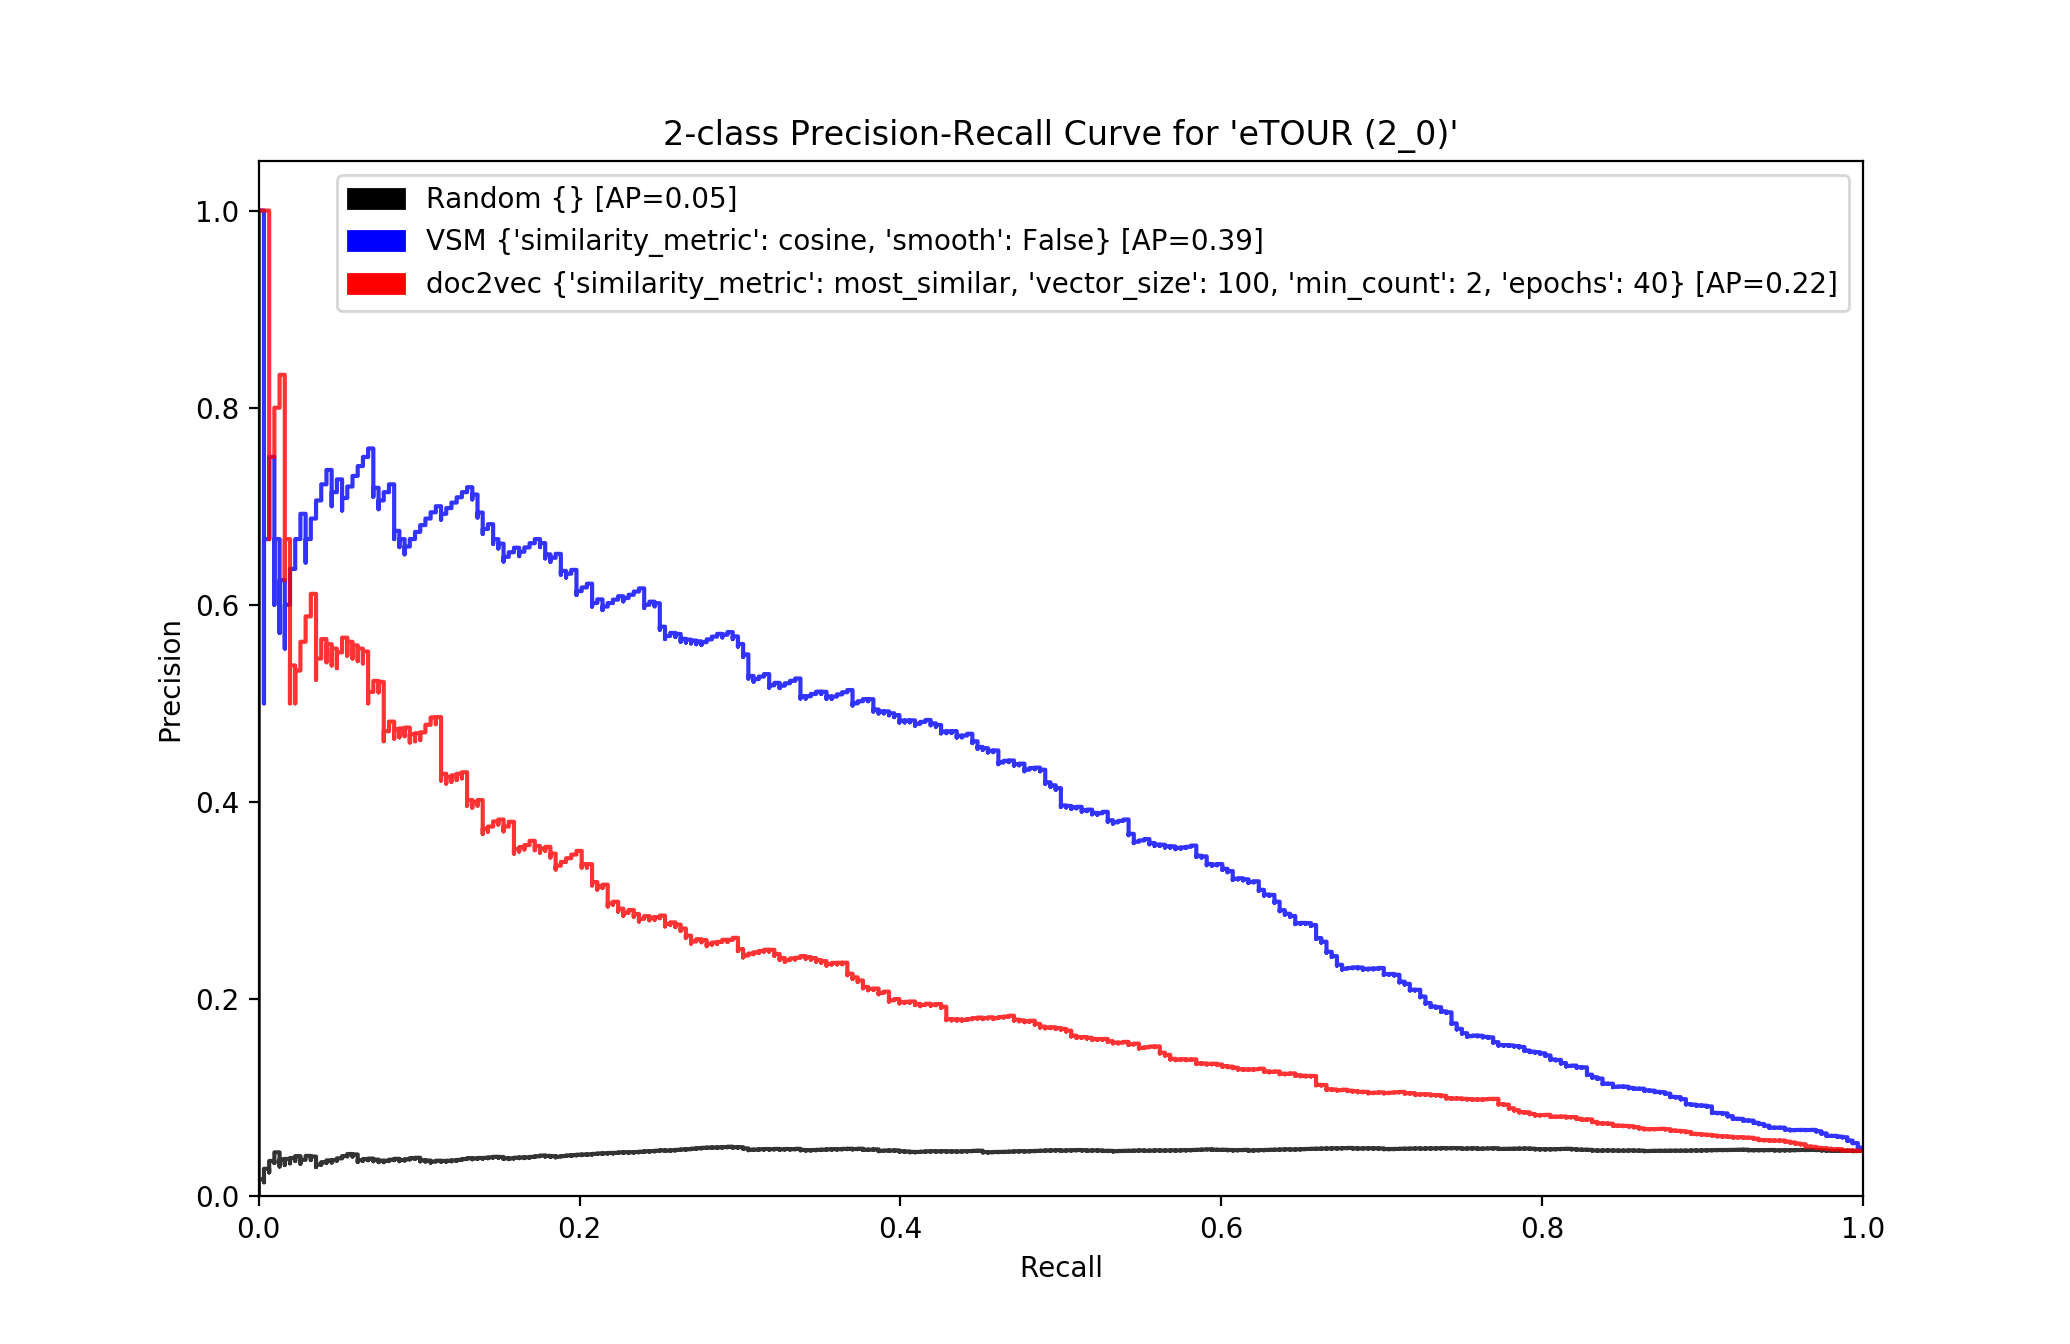 2-class Precision-Recall Curve for 'eTOUR (2_0)'
Random {} [AP=0.05]
VSM {'similarity_metric': cosine, 'smooth': False} [AP=0.39]
doc2vec {'similarity_metric': most_similar, 'vector_size': 100, 'min_count': 2, 'epochs': 40} [AP=0.22]
1.0
0.8
0.6
0.4
0.2
0.0
Precision
0.0 0.2 0.4 0.6 0.8 1.0
Recall